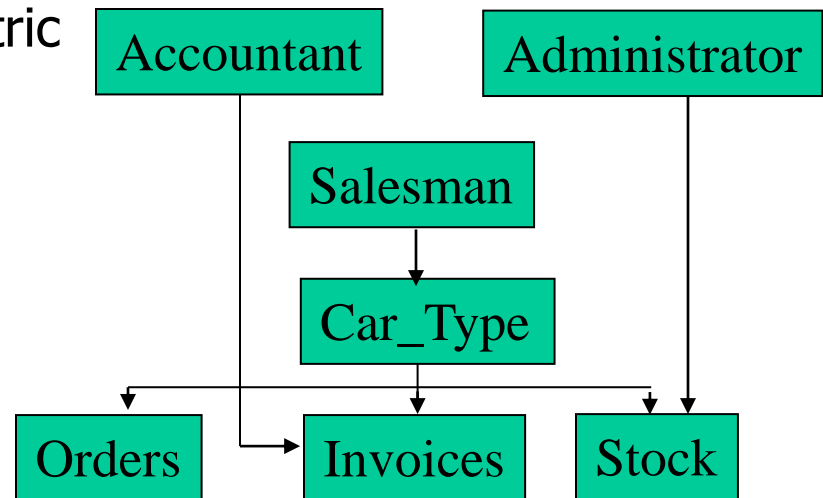 tric
Accountant
Administrator
Salesman
Car_Type
Orders
Invoices
Stock